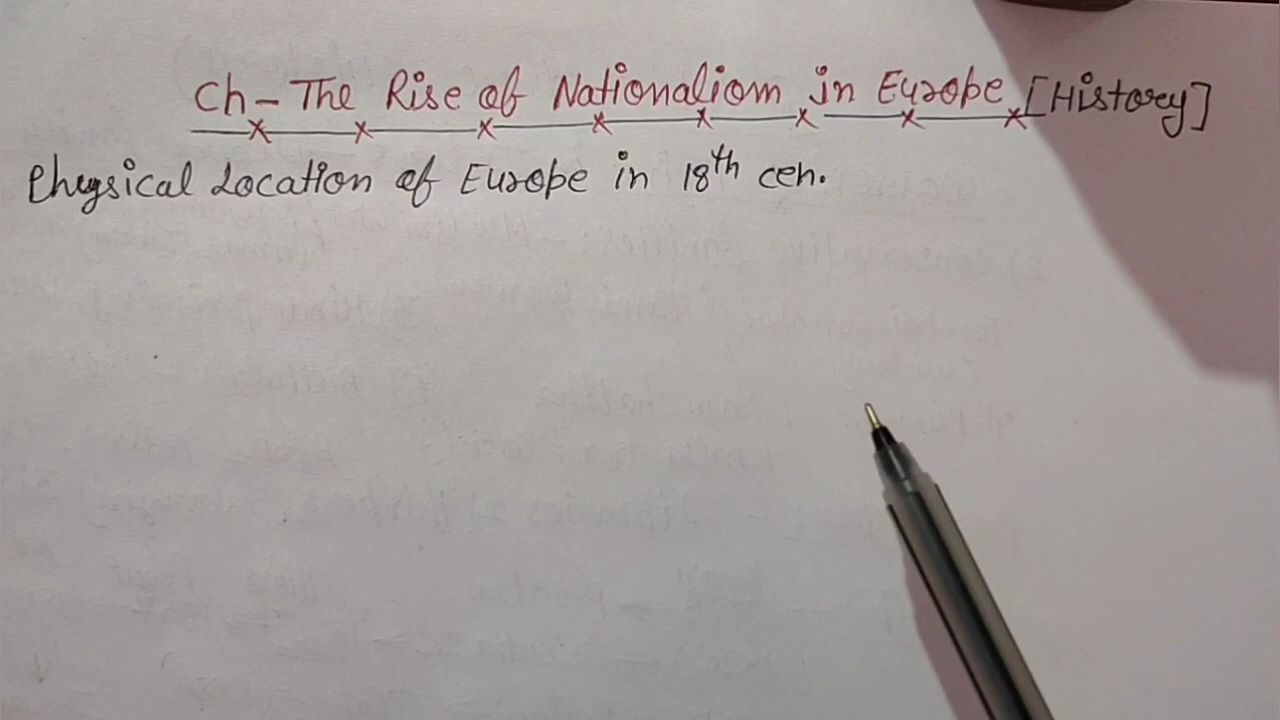 Ch - The Rise of Nationalism in Europe [History]
Physical Location of Europe in 18th cen.